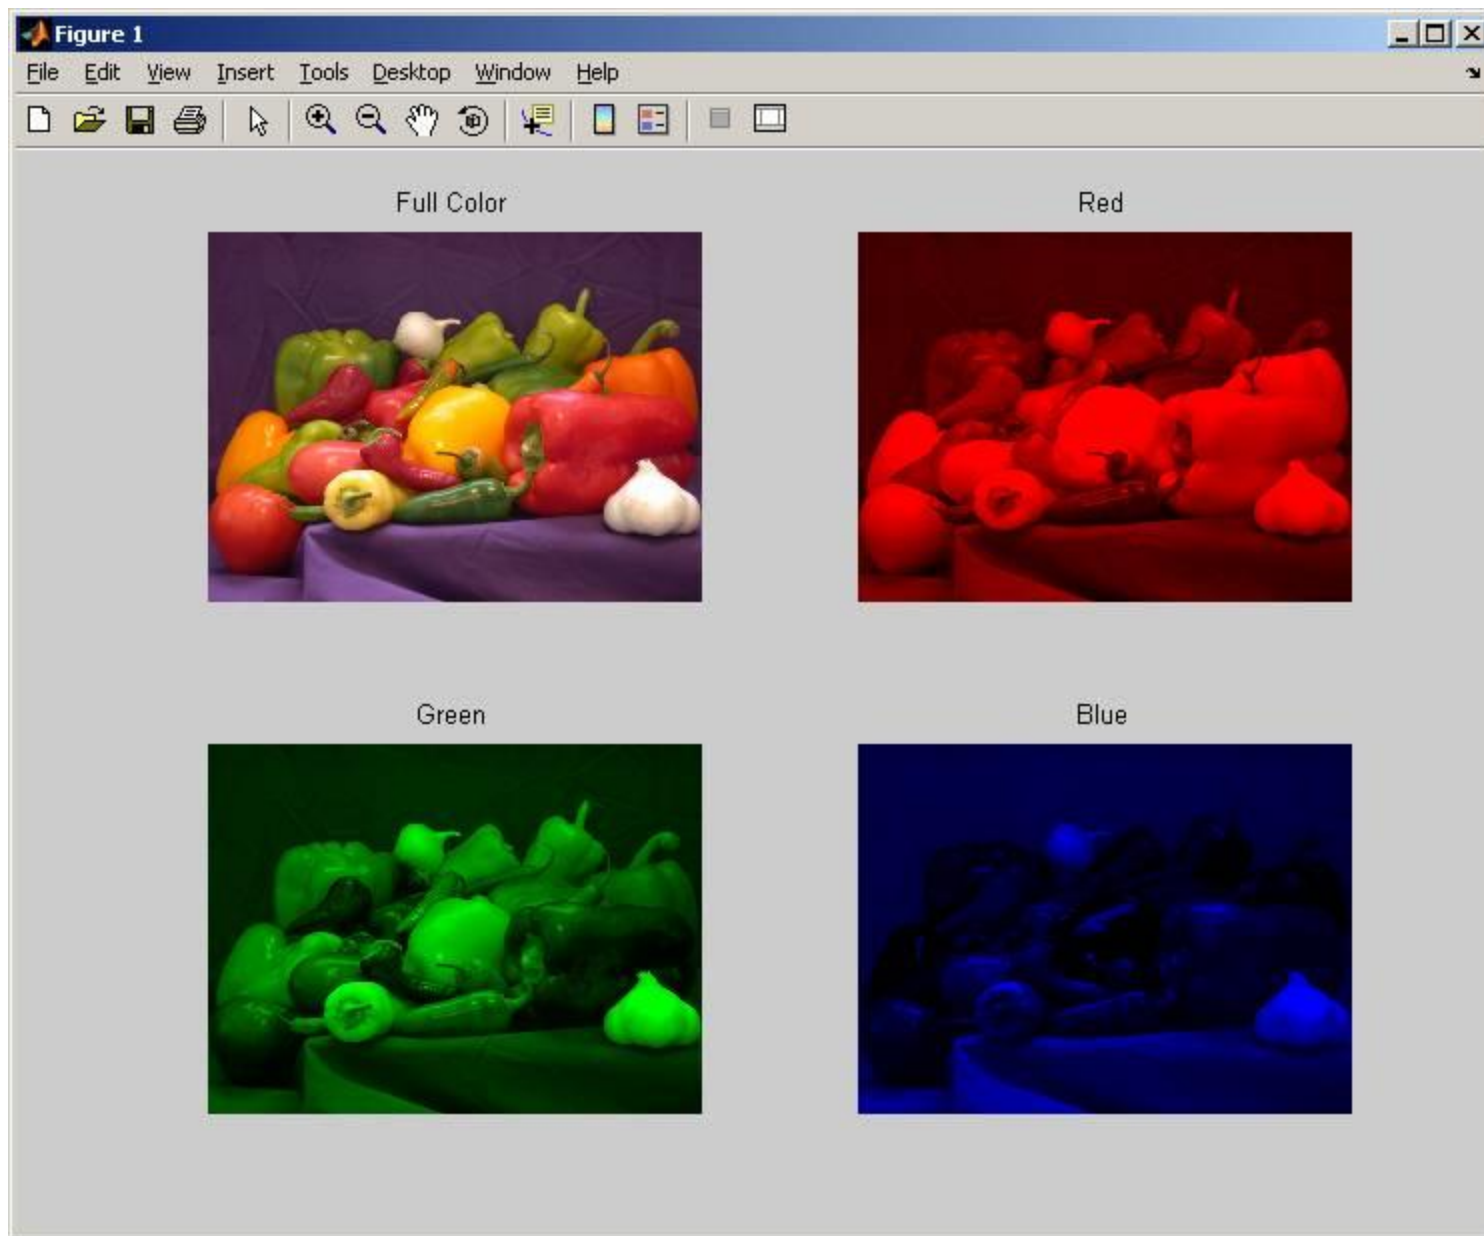 Figure 1
File Edit View Insert Tools Desktop Window Help
Full Color
Red
Green
Blue